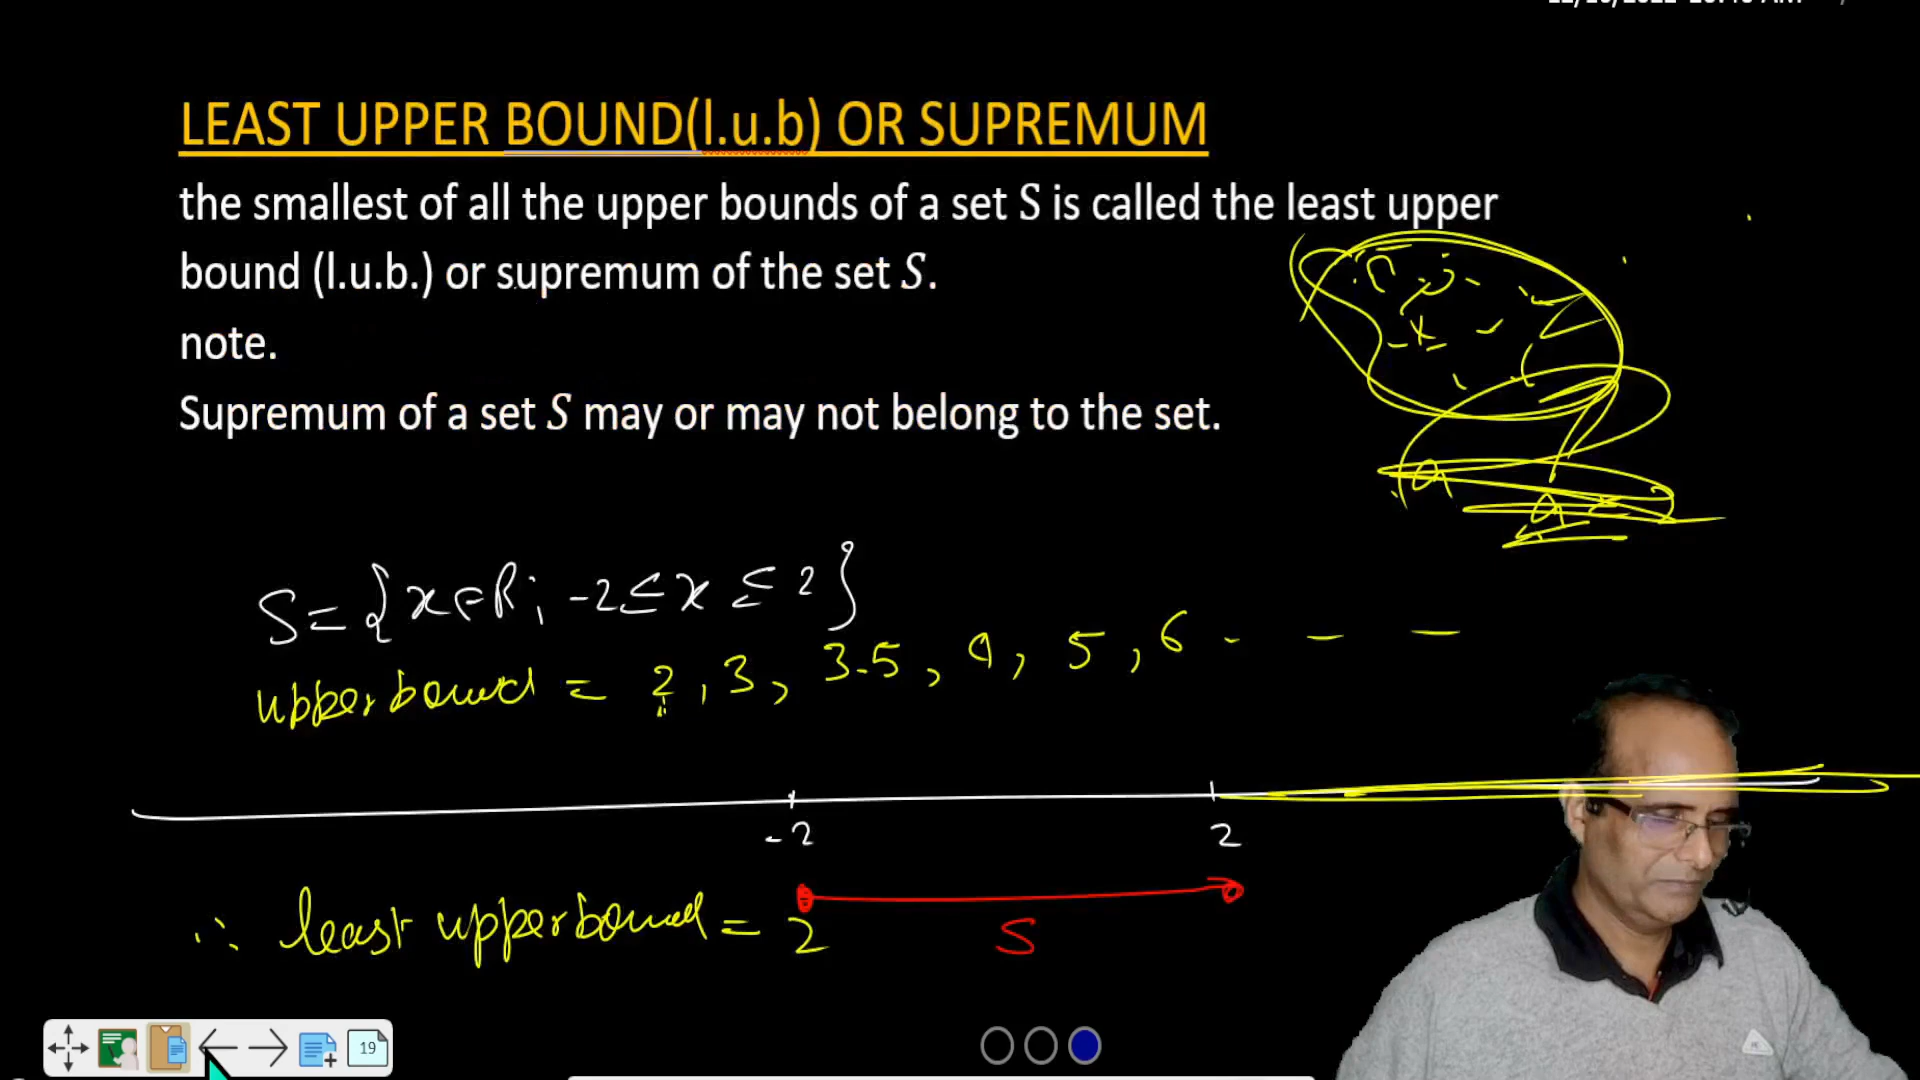 LEAST UPPER BOUND(l.u.b) OR SUPREMUM
the smallest of all the upper bounds of a set S is called the least upper
bound (l.u.b.) or supremum of the set S.
note.
Supremum of a set S may or may not belong to the set.
S = {x ∈ R ; -2 ≤ x ≤ 2}
upper bound = 2, 3, 3.5, 4, 5, 6 - - -
-2 2
∴ least upper bound = 2
S
19